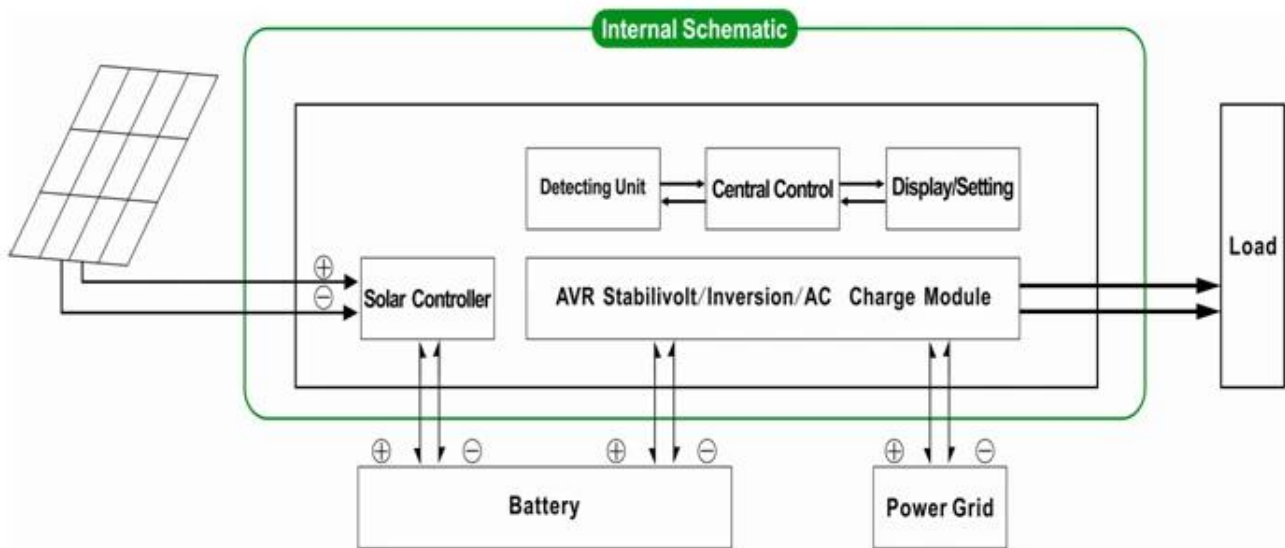 Internal Schematic
Detecting Unit
Central Control
Display/Setting
Load
⊕
⊖
Solar Controller
AVR Stabilivolt/Inversion/AC Charge Module
⊕ ⊖ ⊕ ⊖ ⊕ ⊖
Battery
Power Grid